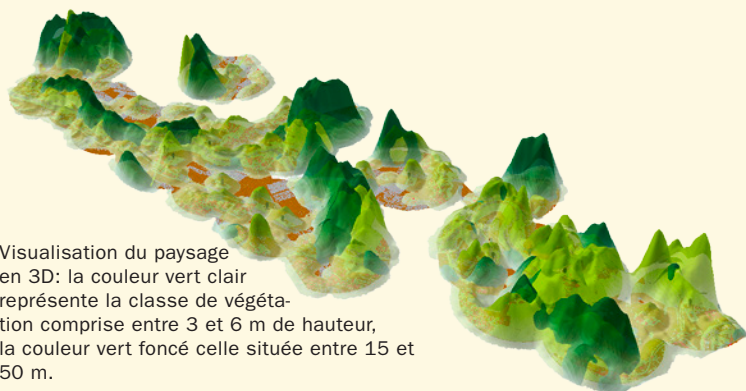 Visualisation du paysage
en 3D: la couleur vert clair
représente la classe de végéta-
tion comprise entre 3 et 6 m de hauteur,
la couleur vert foncé celle située entre 15 et
50 m.